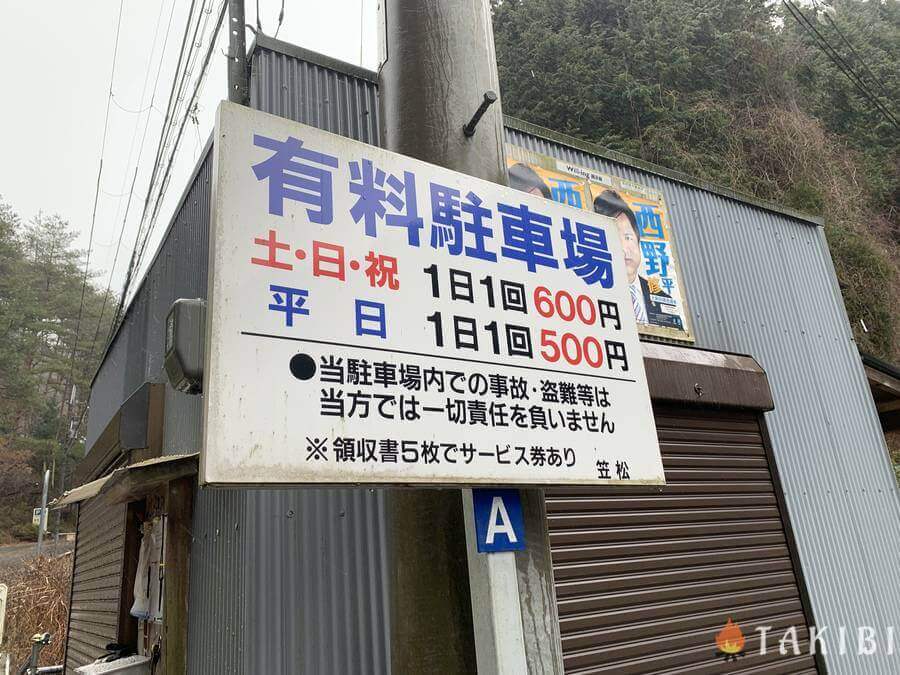 有料駐車場
土・日・祝 1日1回600円
平日 1日1回500円
●当駐車場内での事故・盗難等は
当方では一切責任を負いません
※領収書5枚でサービス券あり 笠松
A
西
西野
平
TAKIBI